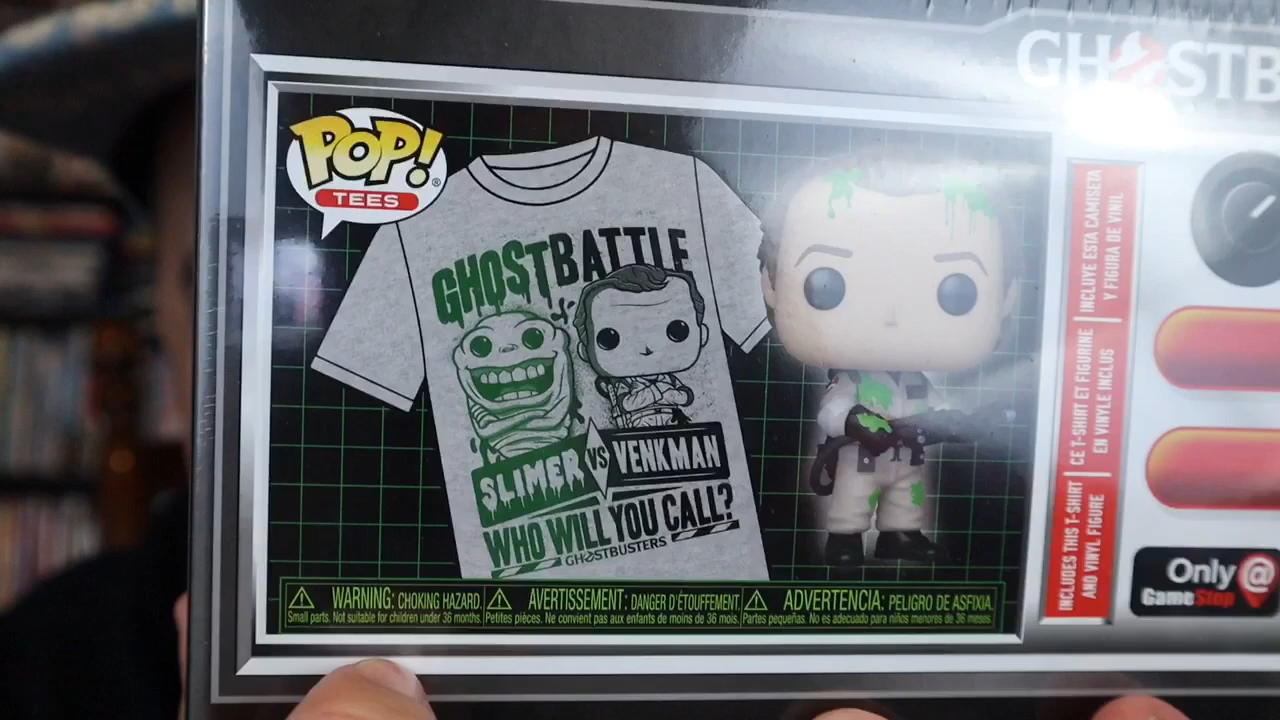 GHOSTB
POP!
TEES
GHOSTBATTLE
SLIMER VS VENKMAN
WHO WILL YOU CALL?
GHOSTBUSTERS
WARNING: CHOKING HAZARD.
Small parts. Not suitable for children under 36 months.
AVERTISSEMENT: DANGER D'ÉTOUFFEMENT.
Petites pièces. Ne convient pas aux enfants de moins de 36 mois.
ADVERTENCIA: PELIGRO DE ASFIXIA.
Partes pequeñas. No es adecuado para niños menores de 36 meses.
INCLUDES THIS T-SHIRT
AND VINYL FIGURE
CE T-SHIRT ET FIGURINE
EN VINYLE INCLUS
INCLUYE ESTA CAMISETA
Y FIGURA DE VINIL
Only @
GameStop